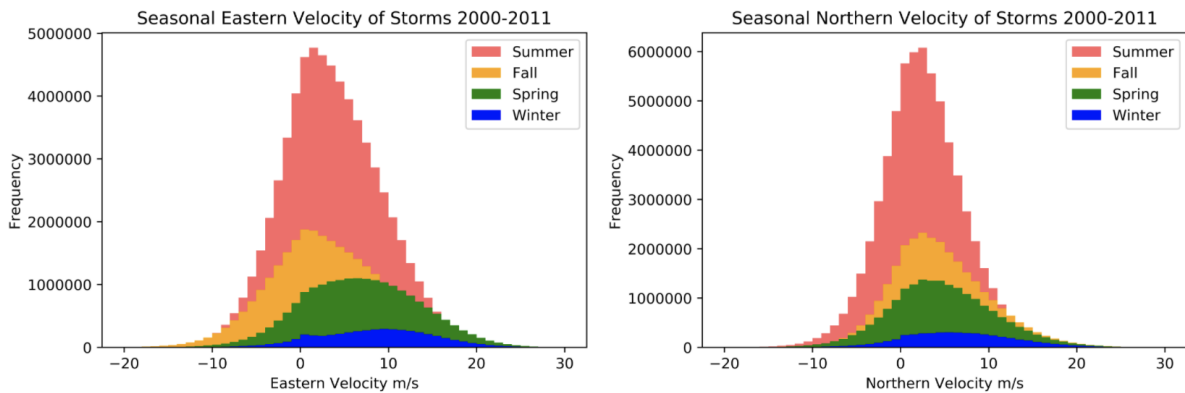 Seasonal Eastern Velocity of Storms 2000-2011
5000000
4000000
3000000
2000000
1000000
0
Frequency
−20
−10
0
10
20
30
Eastern Velocity m/s
Summer
Fall
Spring
Winter
Seasonal Northern Velocity of Storms 2000-2011
6000000
5000000
4000000
3000000
2000000
1000000
0
Frequency
−20
−10
0
10
20
30
Northern Velocity m/s
Summer
Fall
Spring
Winter